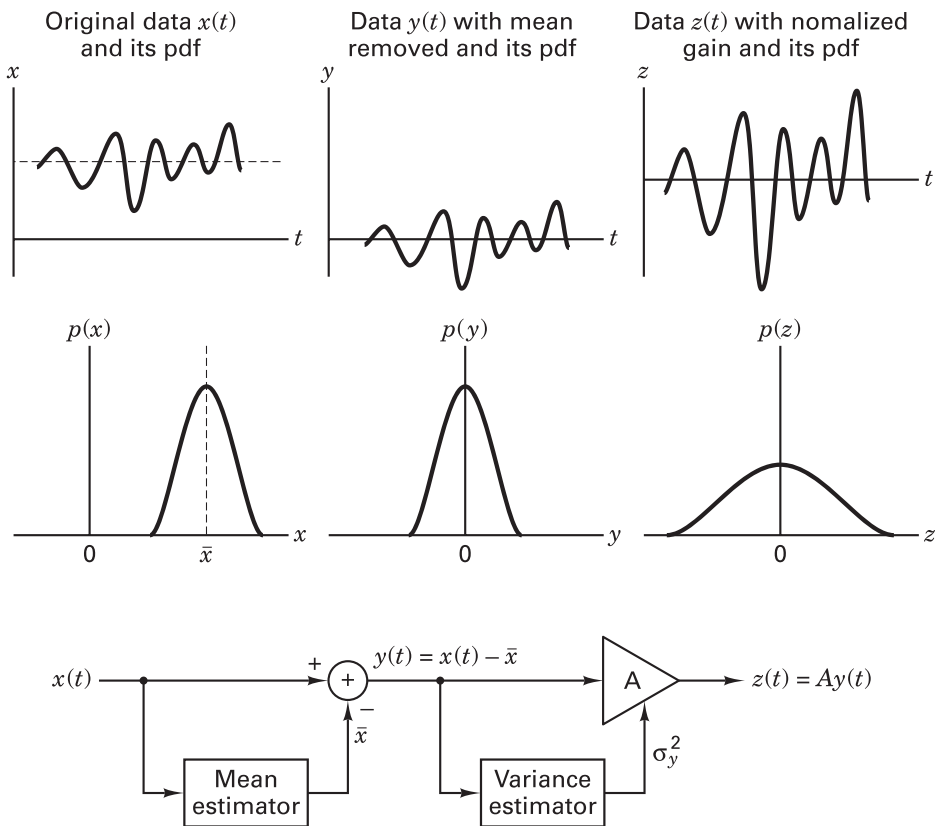 Original data x(t)
and its pdf
Data y(t) with mean
removed and its pdf
Data z(t) with nomalized
gain and its pdf
x
t
y
t
z
t
p(x)
0
x̄
x
p(y)
0
y
p(z)
0
z
x(t)
+
+
−
x̄
y(t) = x(t) − x̄
A
z(t) = Ay(t)
σ_y^2
Mean
estimator
Variance
estimator